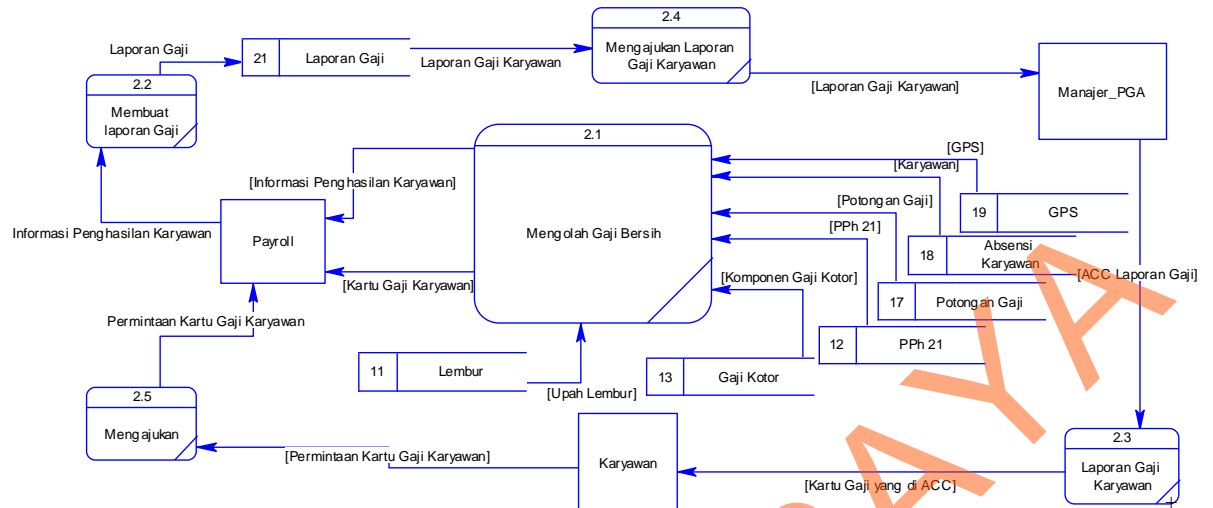 2.4
Mengajukan Laporan
Gaji Karyawan
Laporan Gaji
21
Laporan Gaji
Laporan Gaji Karyawan
[Laporan Gaji Karyawan]
Manajer_PGA
2.2
Membuat
laporan Gaji
2.1
Mengolah Gaji Bersih
[GPS]
[Karyawan]
[Informasi Penghasilan Karyawan]
[Potongan Gaji]
19
GPS
[PPh 21]
Informasi Penghasilan Karyawan
Payroll
18
Absensi
Karyawan
[ACC Laporan Gaji]
[Kartu Gaji Karyawan]
[Komponen Gaji Kotor]
17
Potongan Gaji
Permintaan Kartu Gaji Karyawan
12
PPh 21
11
Lembur
13
Gaji Kotor
[Upah Lembur]
2.5
Mengajukan
[Permintaan Kartu Gaji Karyawan]
Karyawan
[Kartu Gaji yang di ACC]
2.3
Laporan Gaji
Karyawan
AYA